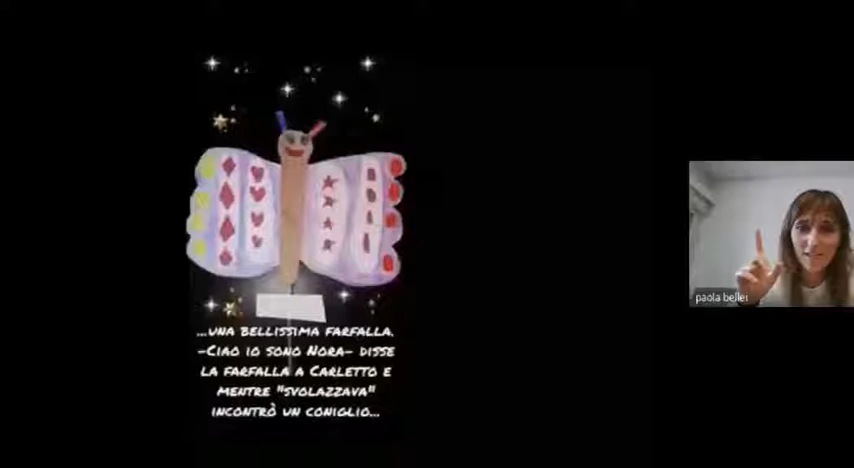 ...UNA BELLISSIMA FARFALLA.
-CIAO IO SONO NORA- DISSE
LA FARFALLA A CARLETTO E
MENTRE "SVOLAZZAVA"
INCONTRÒ UN CONIGLIO...
paola bellei